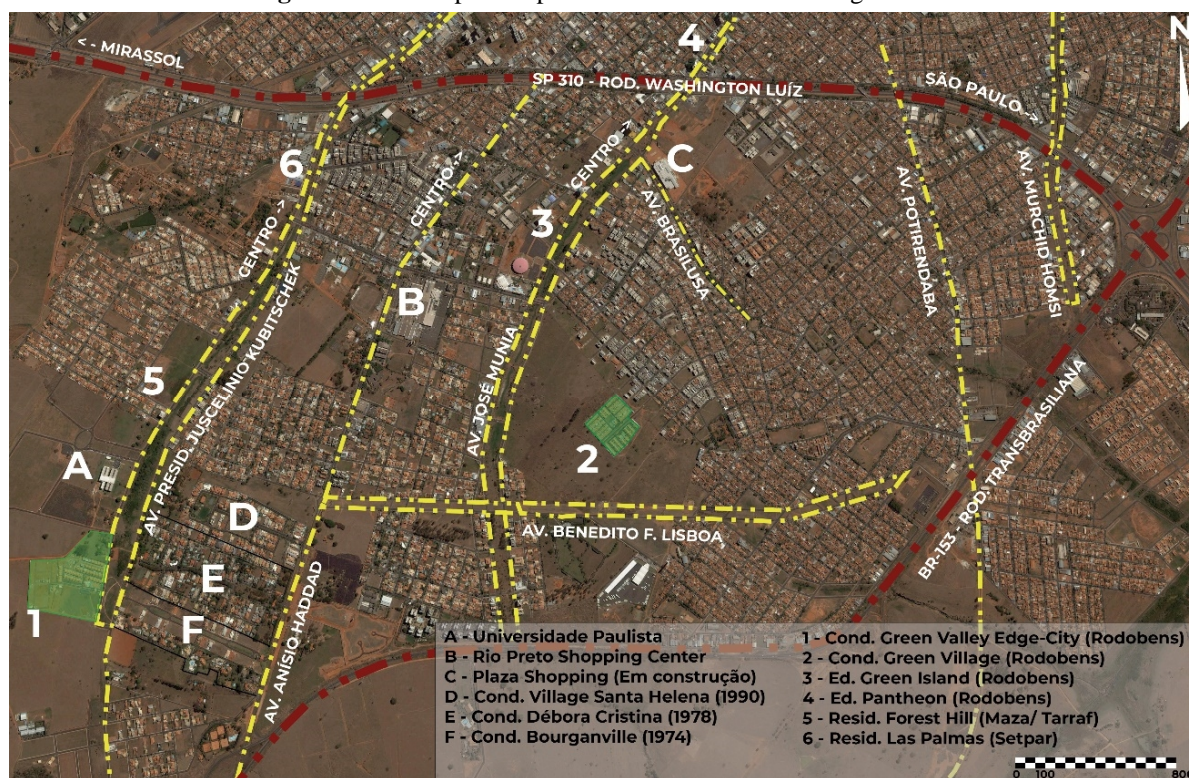 < - MIRASSOL
4
N
SP 310 - ROD. WASHINGTON LUÍZ
SÃO PAULO ->
6
CENTRO ->
CENTRO ->
CENTRO ->
C
AV. MURCHID HOMSI
3
AV. BRASILUSA
AV. POTIRENDABA
B
AV. PRESID. JUSCELINIO KUBITSCHEK
AV. JOSÉ MUNIA
5
A
2
D
AV. BENEDITO F. LISBOA
BR-153 - ROD. TRANSBRASILIANA
E
1
F
AV. ANÍSIO HADDAD
A - Universidade Paulista
B - Rio Preto Shopping Center
C - Plaza Shopping (Em construção)
D - Cond. Village Santa Helena (1990)
E - Cond. Débora Cristina (1978)
F - Cond. Bourganville (1974)
1 - Cond. Green Valley Edge-City (Rodobens)
2 - Cond. Green Village (Rodobens)
3 - Ed. Green Island (Rodobens)
4 - Ed. Pantheon (Rodobens)
5 - Resid. Forest Hill (Maza/ Tarraf)
6 - Resid. Las Palmas (Setpar)
0 100